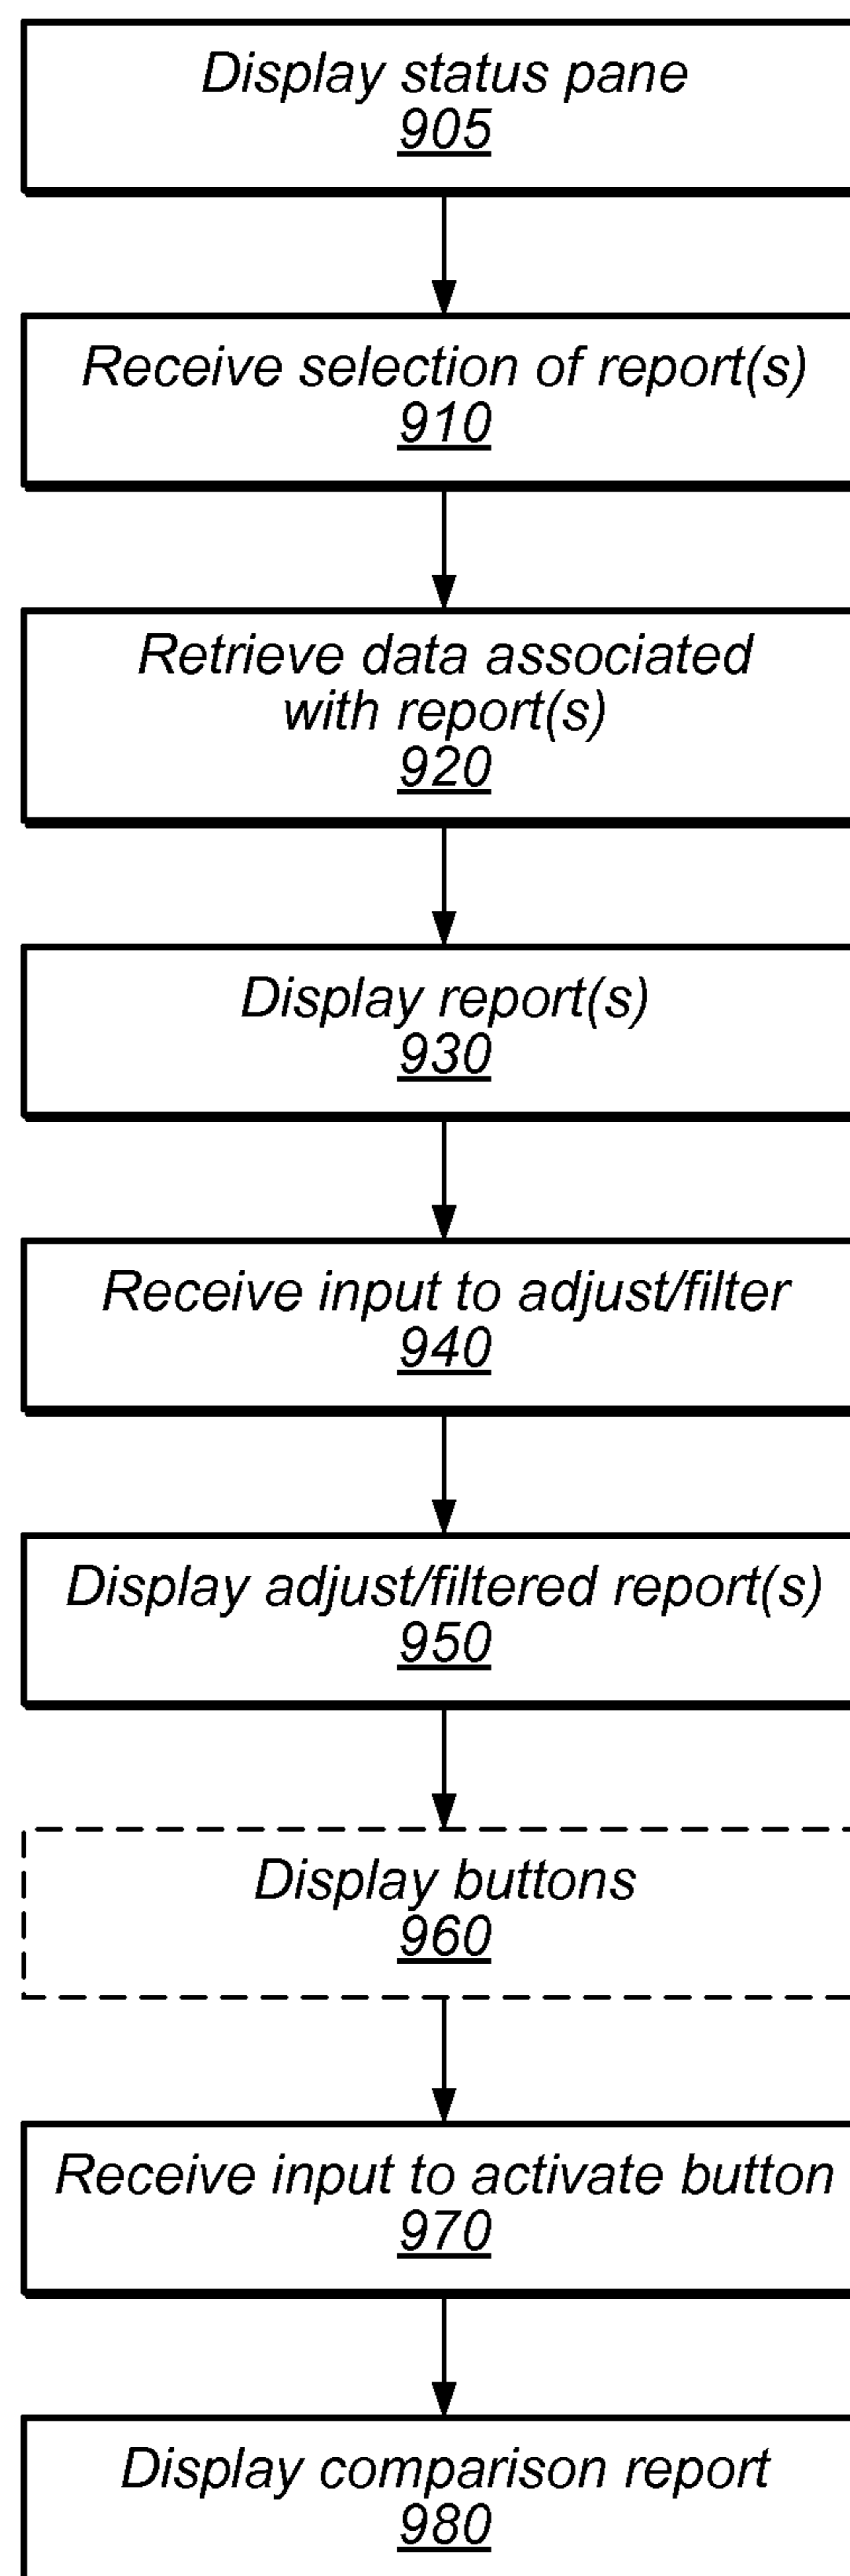 Display status pane
905
Receive selection of report(s)
910
Retrieve data associated
with report(s)
920
Display report(s)
930
Receive input to adjust/filter
940
Display adjust/filtered report(s)
950
Display buttons
960
Receive input to activate button
970
Display comparison report
980